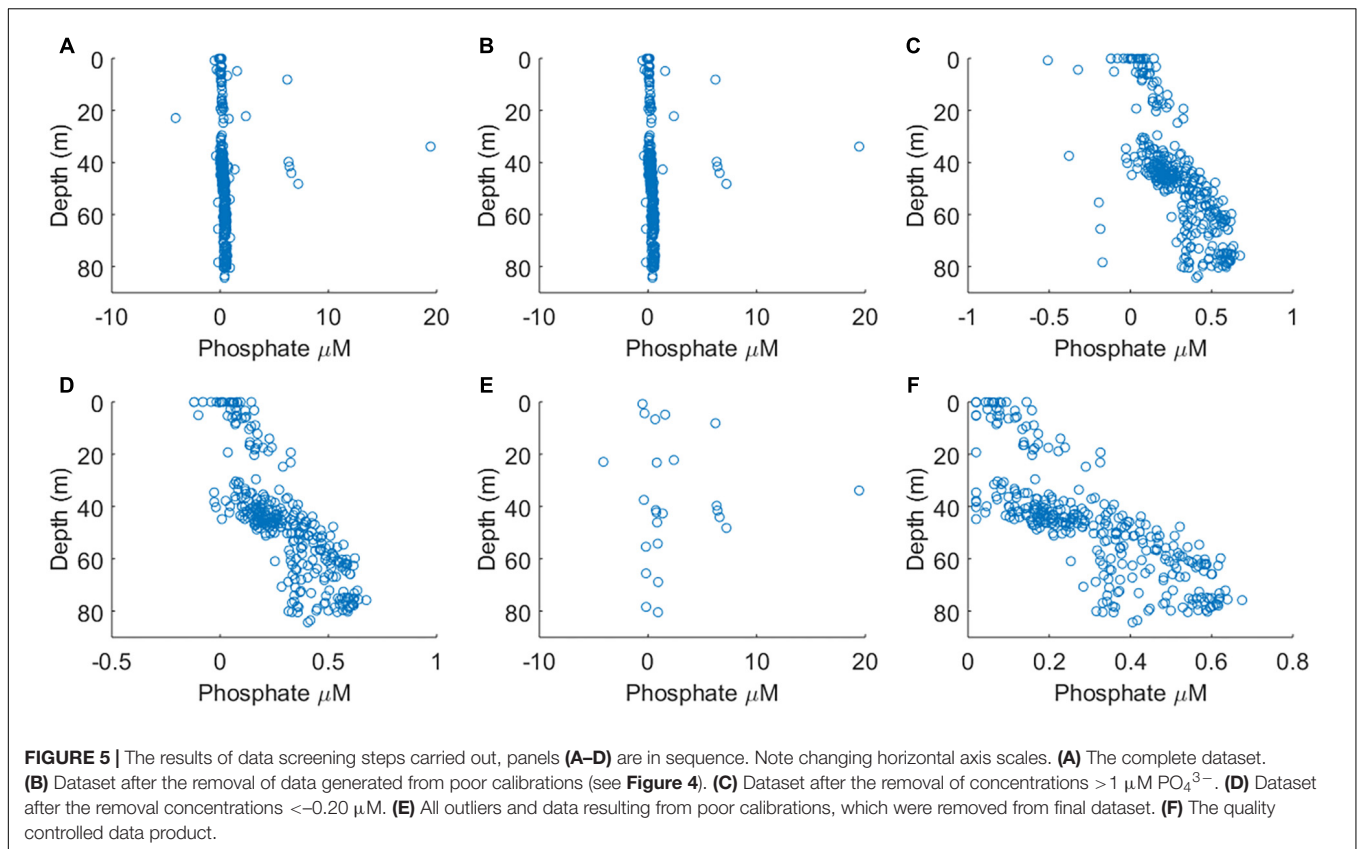 A
0
20
40
60
80
Depth (m)
-10 0 10 20
Phosphate μM
B
0
20
40
60
80
Depth (m)
-10 0 10 20
Phosphate μM
C
0
20
40
60
80
Depth (m)
-1 -0.5 0 0.5 1
Phosphate μM
D
0
20
40
60
80
Depth (m)
-0.5 0 0.5 1
Phosphate μM
E
0
20
40
60
80
Depth (m)
-10 0 10 20
Phosphate μM
F
0
20
40
60
80
Depth (m)
0 0.2 0.4 0.6 0.8
Phosphate μM
FIGURE 5 | The results of data screening steps carried out, panels (A–D) are in sequence. Note changing horizontal axis scales. (A) The complete dataset.
(B) Dataset after the removal of data generated from poor calibrations (see Figure 4). (C) Dataset after the removal of concentrations >1 μM PO₄³⁻. (D) Dataset
after the removal concentrations <–0.20 μM. (E) All outliers and data resulting from poor calibrations, which were removed from final dataset. (F) The quality
controlled data product.